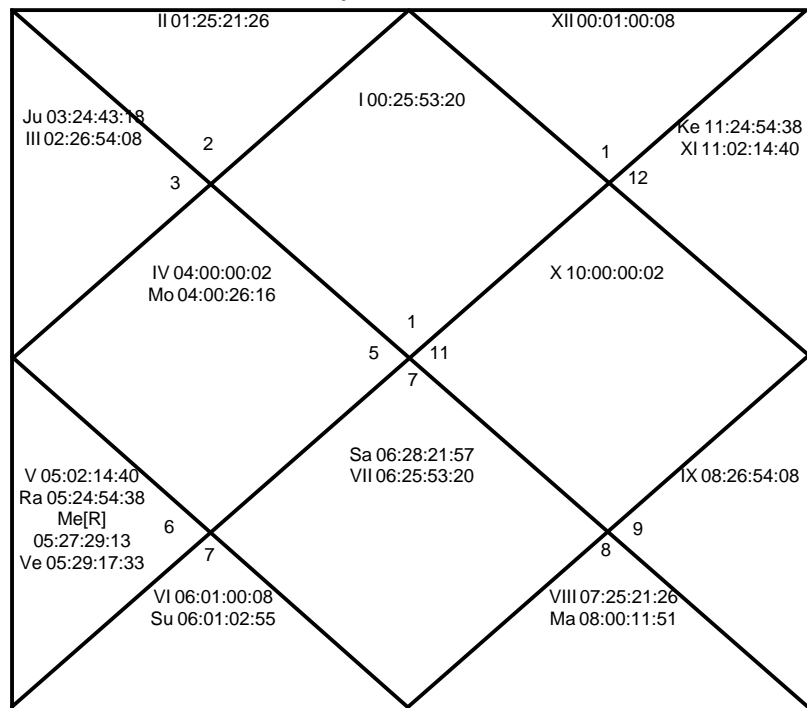 II 01:25:21:26
XII 00:01:00:08
I 00:25:53:20
Ju 03:24:43:18
III 02:26:54:08
2
3
Ke 11:24:54:38
XI 11:02:14:40
1
12
IV 04:00:00:02
Mo 04:00:26:16
X 10:00:00:02
1
5
11
7
Sa 06:28:21:57
VII 06:25:53:20
V 05:02:14:40
Ra 05:24:54:38
Me[R]
05:27:29:13
Ve 05:29:17:33
6
7
IX 08:26:54:08
9
8
VI 06:01:00:08
Su 06:01:02:55
VIII 07:25:21:26
Ma 08:00:11:51